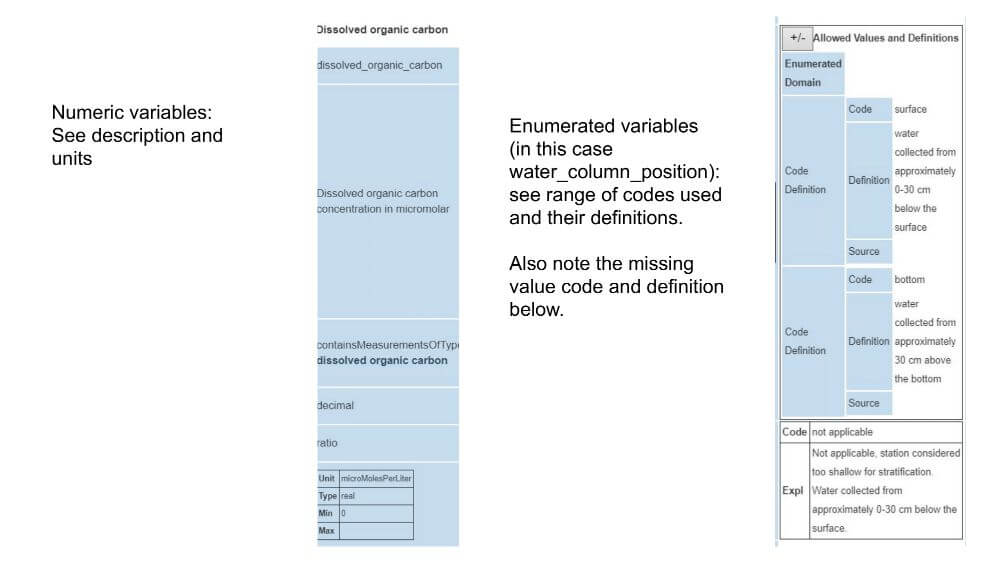 Numeric variables:
See description and
units
Dissolved organic carbon
dissolved_organic_carbon
Dissolved organic carbon
concentration in micromolar
containsMeasurementsOfType
dissolved organic carbon
decimal
ratio
Unit microMolesPerLiter
Type real
Min 0
Max
Enumerated variables
(in this case
water_column_position):
see range of codes used
and their definitions.
Also note the missing
value code and definition
below.
+/- Allowed Values and Definitions
Enumerated
Domain
Code
Definition
Code surface
Definition
water
collected from
approximately
0-30 cm
below the
surface
Source
Code
Definition
Code bottom
Definition
water
collected from
approximately
30 cm above
the bottom
Source
Code not applicable
Expl
Not applicable, station considered
too shallow for stratification.
Water collected from
approximately 0-30 cm below the
surface.